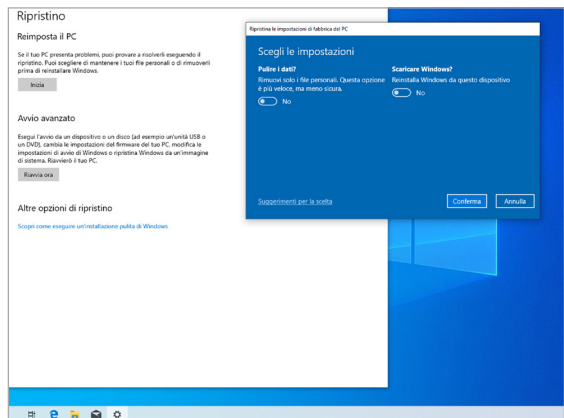 Ripristino
Reimposta il PC
Se il tuo PC presenta problemi, puoi provare a risolverli eseguendo il
ripristino. Puoi scegliere di mantenere i tuoi file personali o di rimuoverli
prima di reinstallare Windows.
Inizia
Avvio avanzato
Esegui l'avvio da un dispositivo o un disco (ad esempio un'unità USB o
un DVD), cambia le impostazioni del firmware del tuo PC, modifica le
impostazioni di avvio di Windows o ripristina Windows da un'immagine
di sistema. Riavvierò il tuo PC.
Riavvia ora
Altre opzioni di ripristino
Scopri come eseguire un'installazione pulita di Windows
Ripristina le impostazioni di fabbrica del PC
Scegli le impostazioni
Pulire i dati?
Rimuovi solo i file personali. Questa opzione
è più veloce, ma meno sicura.
No
Scaricare Windows?
Reinstalla Windows da questo dispositivo
No
Suggerimenti per la scelta
Conferma
Annulla